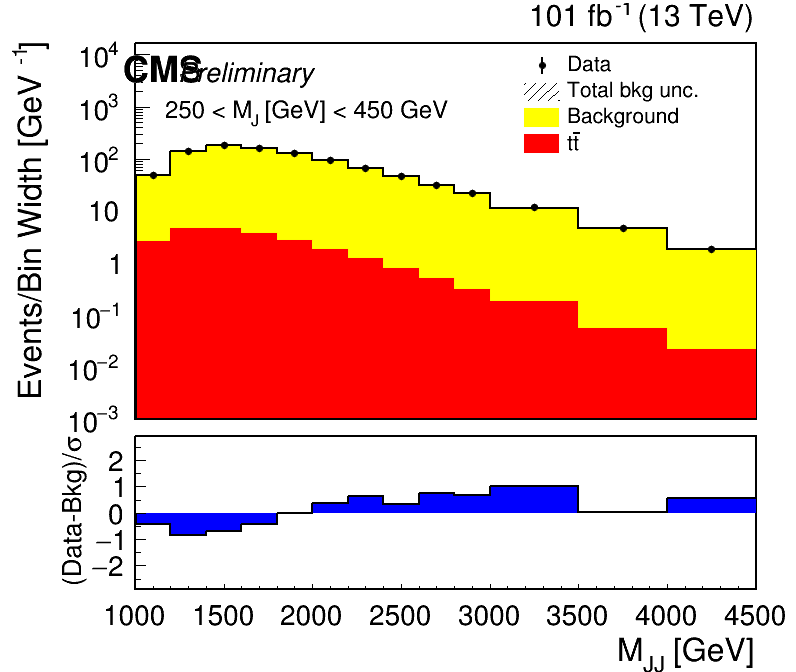 101 fb⁻¹ (13 TeV)
CMS Preliminary
250 < M_J [GeV] < 450 GeV
Data
Total bkg unc.
Background
tt̄
Events/Bin Width [GeV⁻¹]
10⁴
10³
10²
10
1
10⁻¹
10⁻²
10⁻³
(Data-Bkg)/σ
2
1
0
−1
−2
1000 1500 2000 2500 3000 3500 4000 4500
M_JJ [GeV]